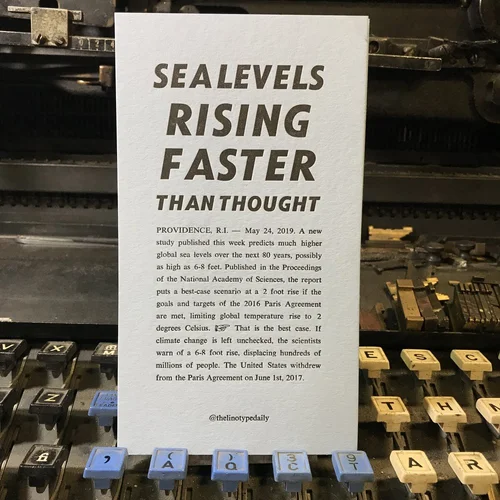 SEA LEVELS
RISING
FASTER
THAN THOUGHT
PROVIDENCE, R.I. — May 24, 2019. A new
study published this week predicts much higher
global sea levels over the next 80 years, possibly
as high as 6-8 feet. Published in the Proceedings
of the National Academy of Sciences, the report
puts a best-case scenario at a 2 foot rise if the
goals and targets of the 2016 Paris Agreement
are met, limiting global temperature rise to 2
degrees Celsius. ☞ That is the best case. If
climate change is left unchecked, the scientists
warn of a 6-8 foot rise, displacing hundreds of
millions of people. The United States withdrew
from the Paris Agreement on June 1st, 2017.
@thelinotypedaily
V X
E S C
Z
T H
£ , ( A ) Q 3 C 9 T A R